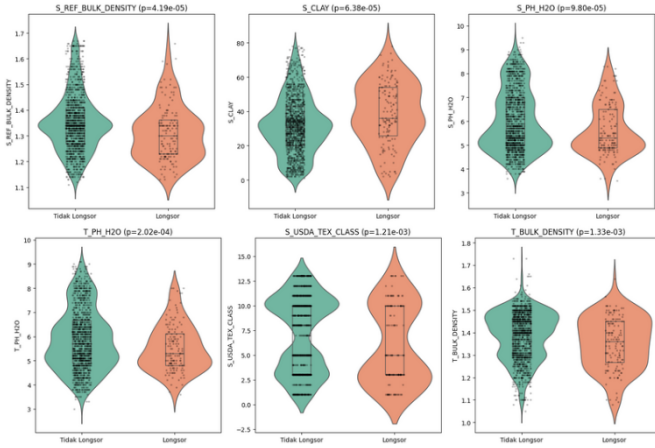 S_REF_BULK_DENSITY (p=4.19e-05)
S_REF_BULK_DENSITY
1.7
1.6
1.5
1.4
1.3
1.2
1.1
Tidak Longsor
Longsor
S_CLAY (p=6.38e-05)
S_CLAY
80
60
40
20
0
Tidak Longsor
Longsor
S_PH_H2O (p=9.80e-05)
S_PH_H2O
10
9
8
7
6
5
4
3
Tidak Longsor
Longsor
T_PH_H2O (p=2.02e-04)
T_PH_H2O
10
9
8
7
6
5
4
3
Tidak Longsor
Longsor
S_USDA_TEX_CLASS (p=1.21e-03)
S_USDA_TEX_CLASS
15.0
12.5
10.0
7.5
5.0
2.5
0.0
−2.5
Tidak Longsor
Longsor
T_BULK_DENSITY (p=1.33e-03)
T_BULK_DENSITY
1.8
1.7
1.6
1.5
1.4
1.3
1.2
1.1
1.0
Tidak Longsor
Longsor